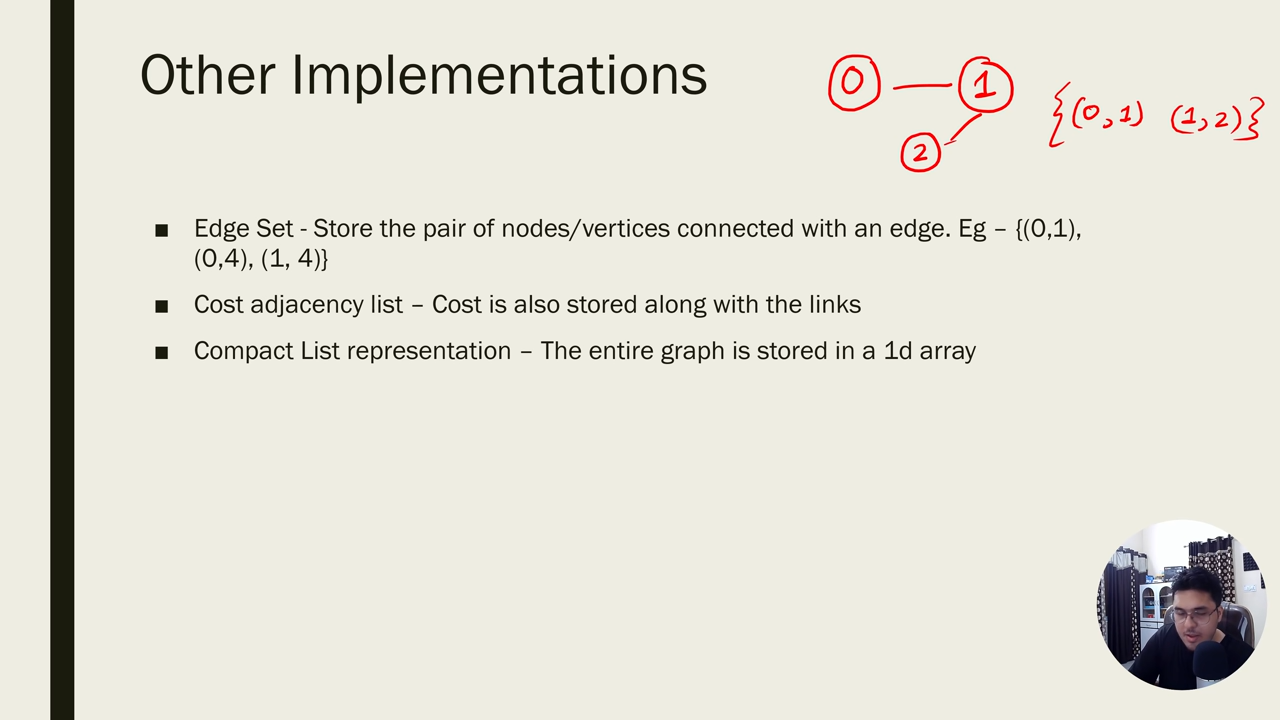 Other Implementations
0
1
2
{(0,1) (1,2)}
Edge Set - Store the pair of nodes/vertices connected with an edge. Eg – {(0,1),
(0,4), (1, 4)}
Cost adjacency list – Cost is also stored along with the links
Compact List representation – The entire graph is stored in a 1d array